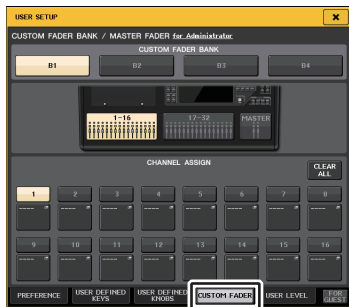 USER SETUP
CUSTOM FADER BANK / MASTER FADER for Administrator
CUSTOM FADER BANK
B1 B2 B3 B4
1-16 17-32 MASTER
CHANNEL ASSIGN
CLEAR ALL
1 2 3 4 5 6 7 8
---- ---- ---- ---- ---- ---- ---- ----
9 10 11 12 13 14 15 16
---- ---- ---- ---- ---- ---- ---- ----
PREFERENCE USER DEFINED KEYS USER DEFINED KNOBS CUSTOM FADER USER LEVEL FOR GUEST